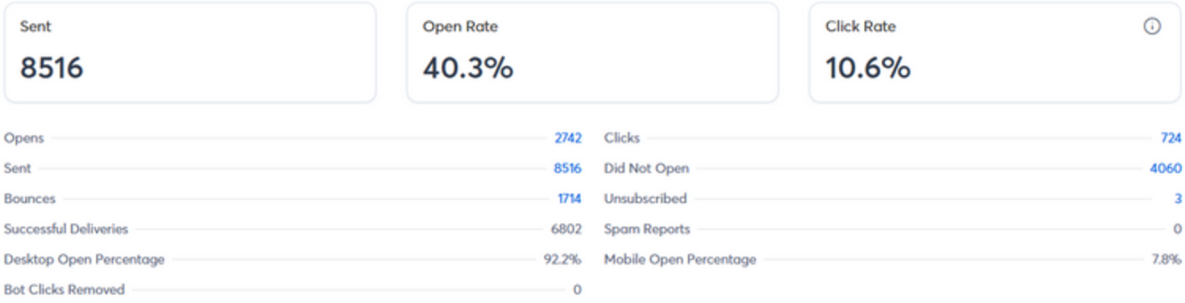 Sent
8516
Open Rate
40.3%
Click Rate
10.6%
Opens 2742
Sent 8516
Bounces 1714
Successful Deliveries 6802
Desktop Open Percentage 92.2%
Bot Clicks Removed 0
Clicks 724
Did Not Open 4060
Unsubscribed 3
Spam Reports 0
Mobile Open Percentage 7.8%